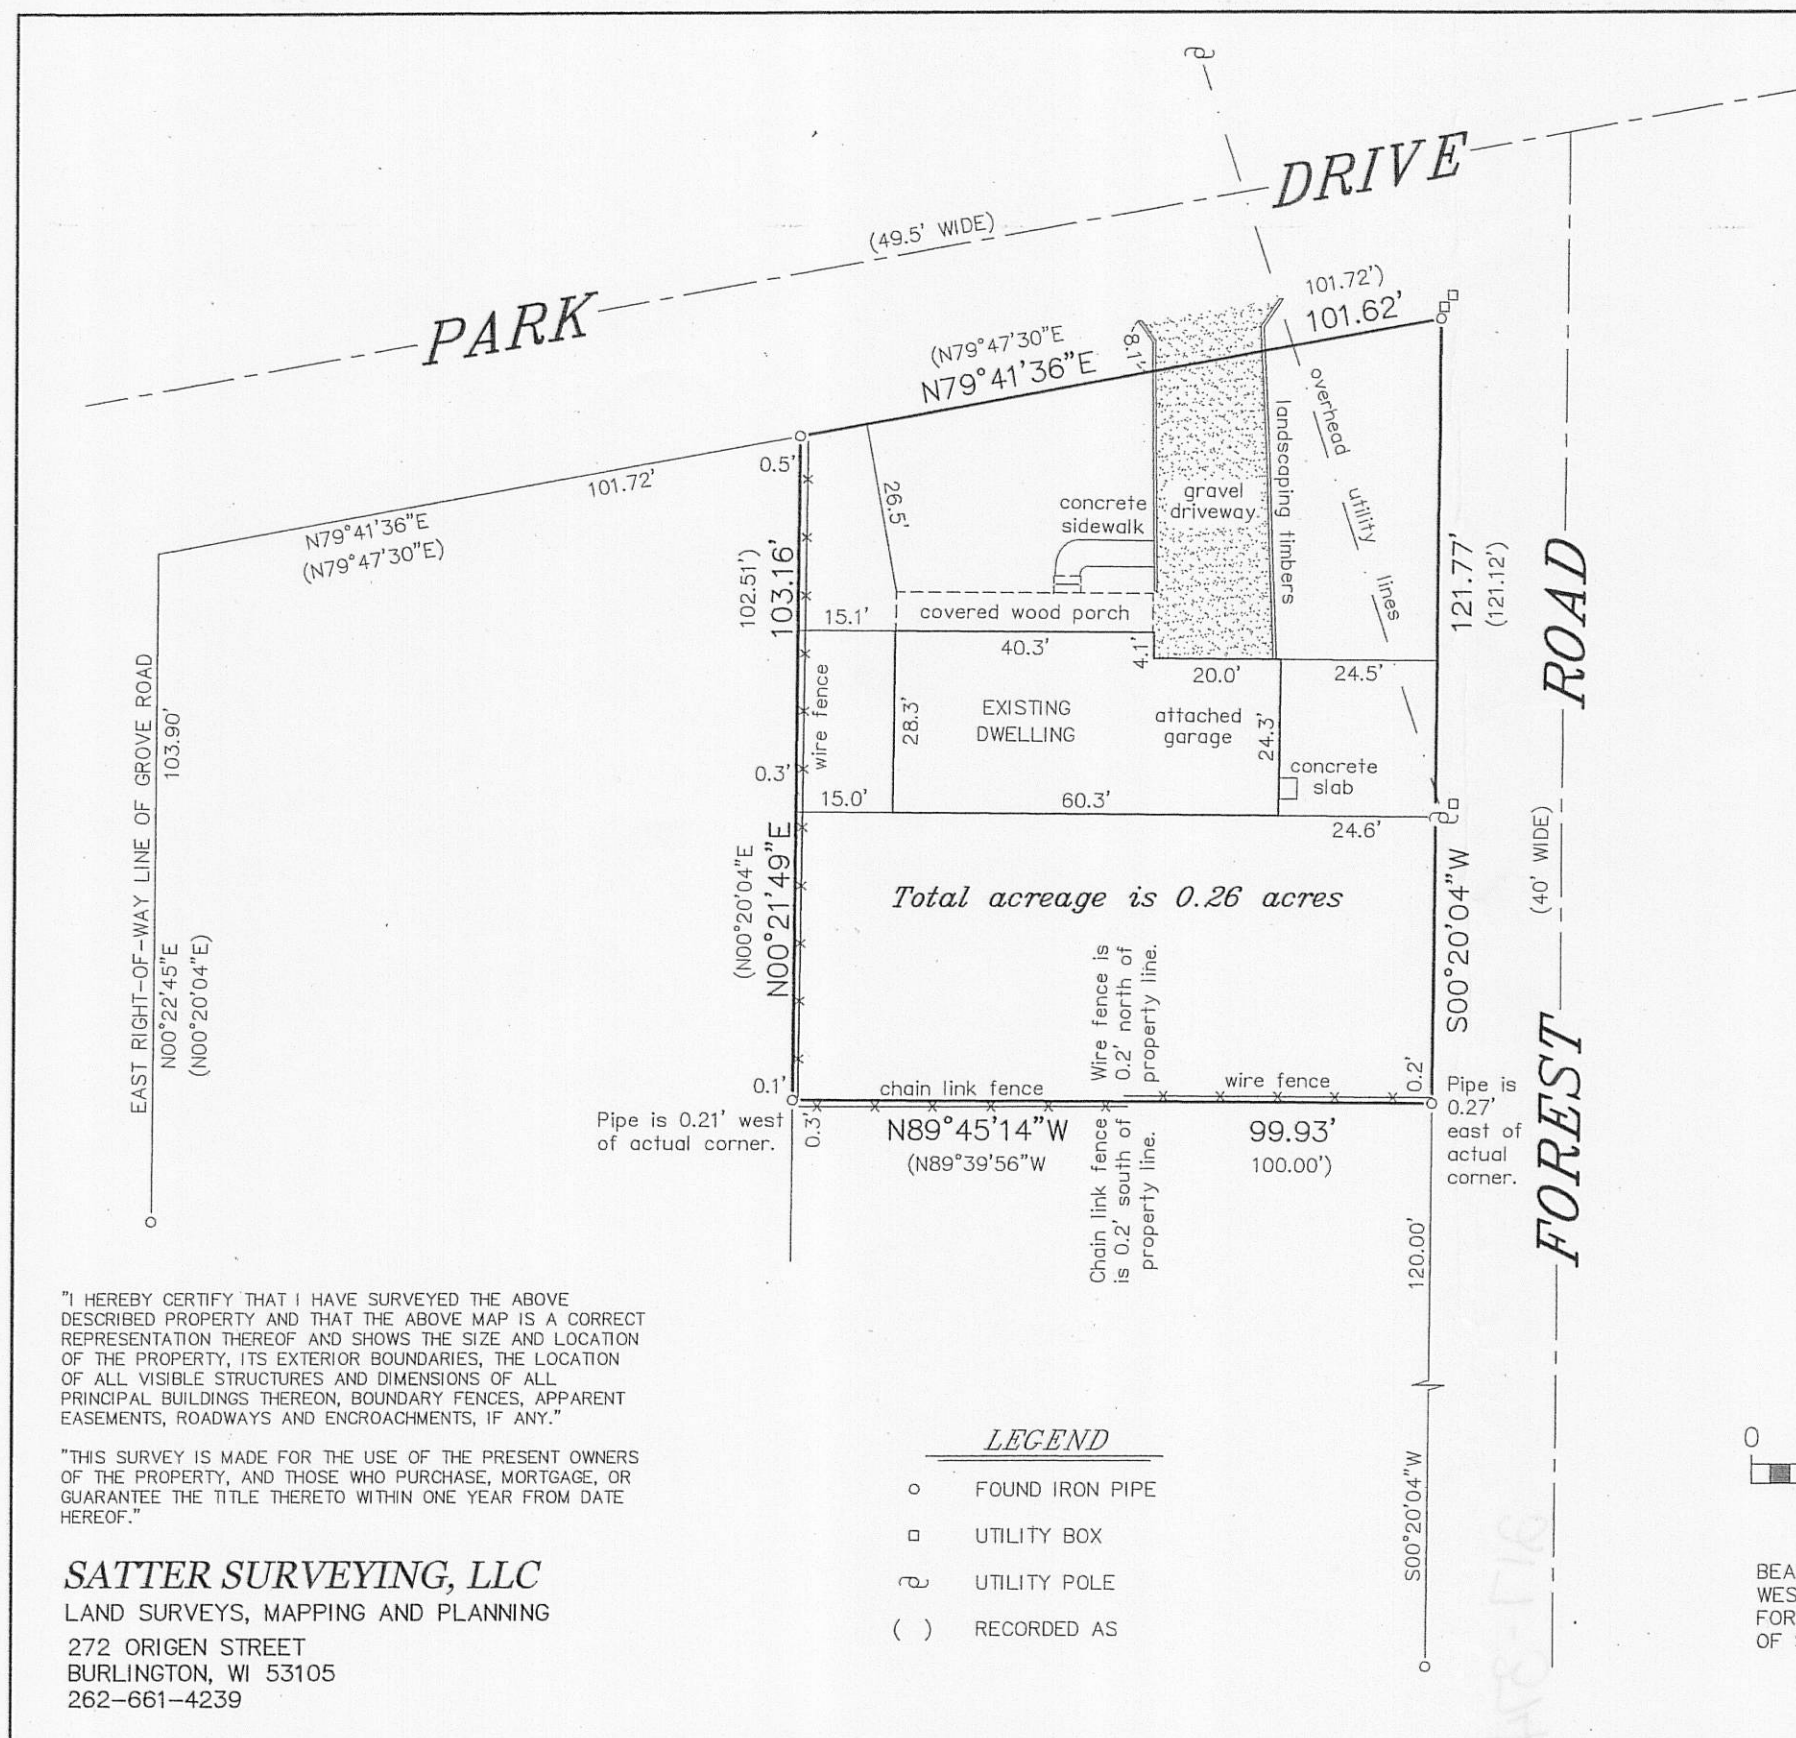 PARK DRIVE
(49.5' WIDE)
101.72')
101.62'
(N79°47'30"E
N79°41'36"E
8.1'
overhead utility lines
landscaping timbers
gravel
driveway
concrete
sidewalk
26.5'
0.5'
101.72'
N79°41'36"E
(N79°47'30"E)
103.16'
(102.51')
15.1'
covered wood porch
40.3'
4.1'
20.0'
24.5'
121.77'
(121.12')
FOREST ROAD
(40' WIDE)
wire fence
28.3'
EXISTING
DWELLING
attached
garage
24.3'
concrete
slab
0.3'
15.0'
60.3'
24.6'
EAST RIGHT-OF-WAY LINE OF GROVE ROAD
103.90'
N00°22'45"E
(N00°20'04"E)
N00°21'49"E
(N00°20'04"E
Total acreage is 0.26 acres
S00°20'04"W
Wire fence is
0.2' north of
property line.
0.1'
chain link fence
wire fence
0.2'
Pipe is
0.27'
east of
actual
corner.
Pipe is 0.21' west
of actual corner.
0.3'
N89°45'14"W
(N89°39'56"W
99.93'
100.00')
Chain link fence
is 0.2' south of
property line.
120.00'
S00°20'04"W
"I HEREBY CERTIFY THAT I HAVE SURVEYED THE ABOVE
DESCRIBED PROPERTY AND THAT THE ABOVE MAP IS A CORRECT
REPRESENTATION THEREOF AND SHOWS THE SIZE AND LOCATION
OF THE PROPERTY, ITS EXTERIOR BOUNDARIES, THE LOCATION
OF ALL VISIBLE STRUCTURES AND DIMENSIONS OF ALL
PRINCIPAL BUILDINGS THEREON, BOUNDARY FENCES, APPARENT
EASEMENTS, ROADWAYS AND ENCROACHMENTS, IF ANY."
"THIS SURVEY IS MADE FOR THE USE OF THE PRESENT OWNERS
OF THE PROPERTY, AND THOSE WHO PURCHASE, MORTGAGE, OR
GUARANTEE THE TITLE THERETO WITHIN ONE YEAR FROM DATE
HEREOF."
SATTER SURVEYING, LLC
LAND SURVEYS, MAPPING AND PLANNING
272 ORIGEN STREET
BURLINGTON, WI 53105
262-661-4239
LEGEND
FOUND IRON PIPE
UTILITY BOX
UTILITY POLE
( ) RECORDED AS
0
BEA
WES
FOR
OF